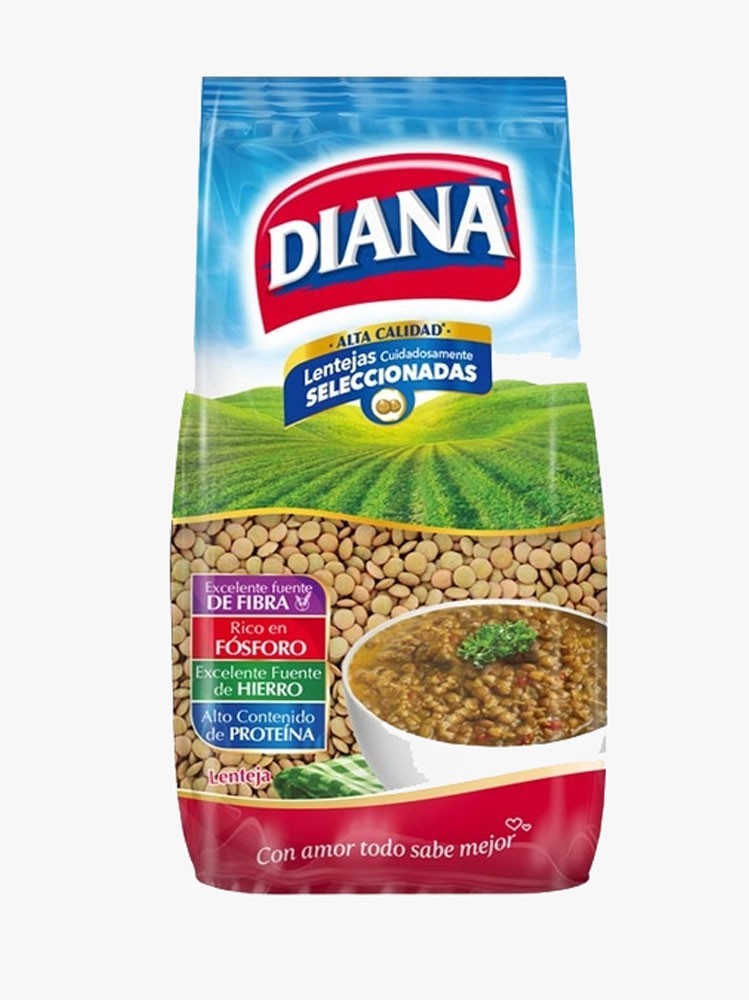 DIANA
· ALTA CALIDAD ·
Lentejas Cuidadosamente
SELECCIONADAS
Excelente fuente
DE FIBRA
Rico en
FÓSFORO
Excelente Fuente
de HIERRO
Alto Contenido
de PROTEÍNA
Lenteja
Con amor todo sabe mejor